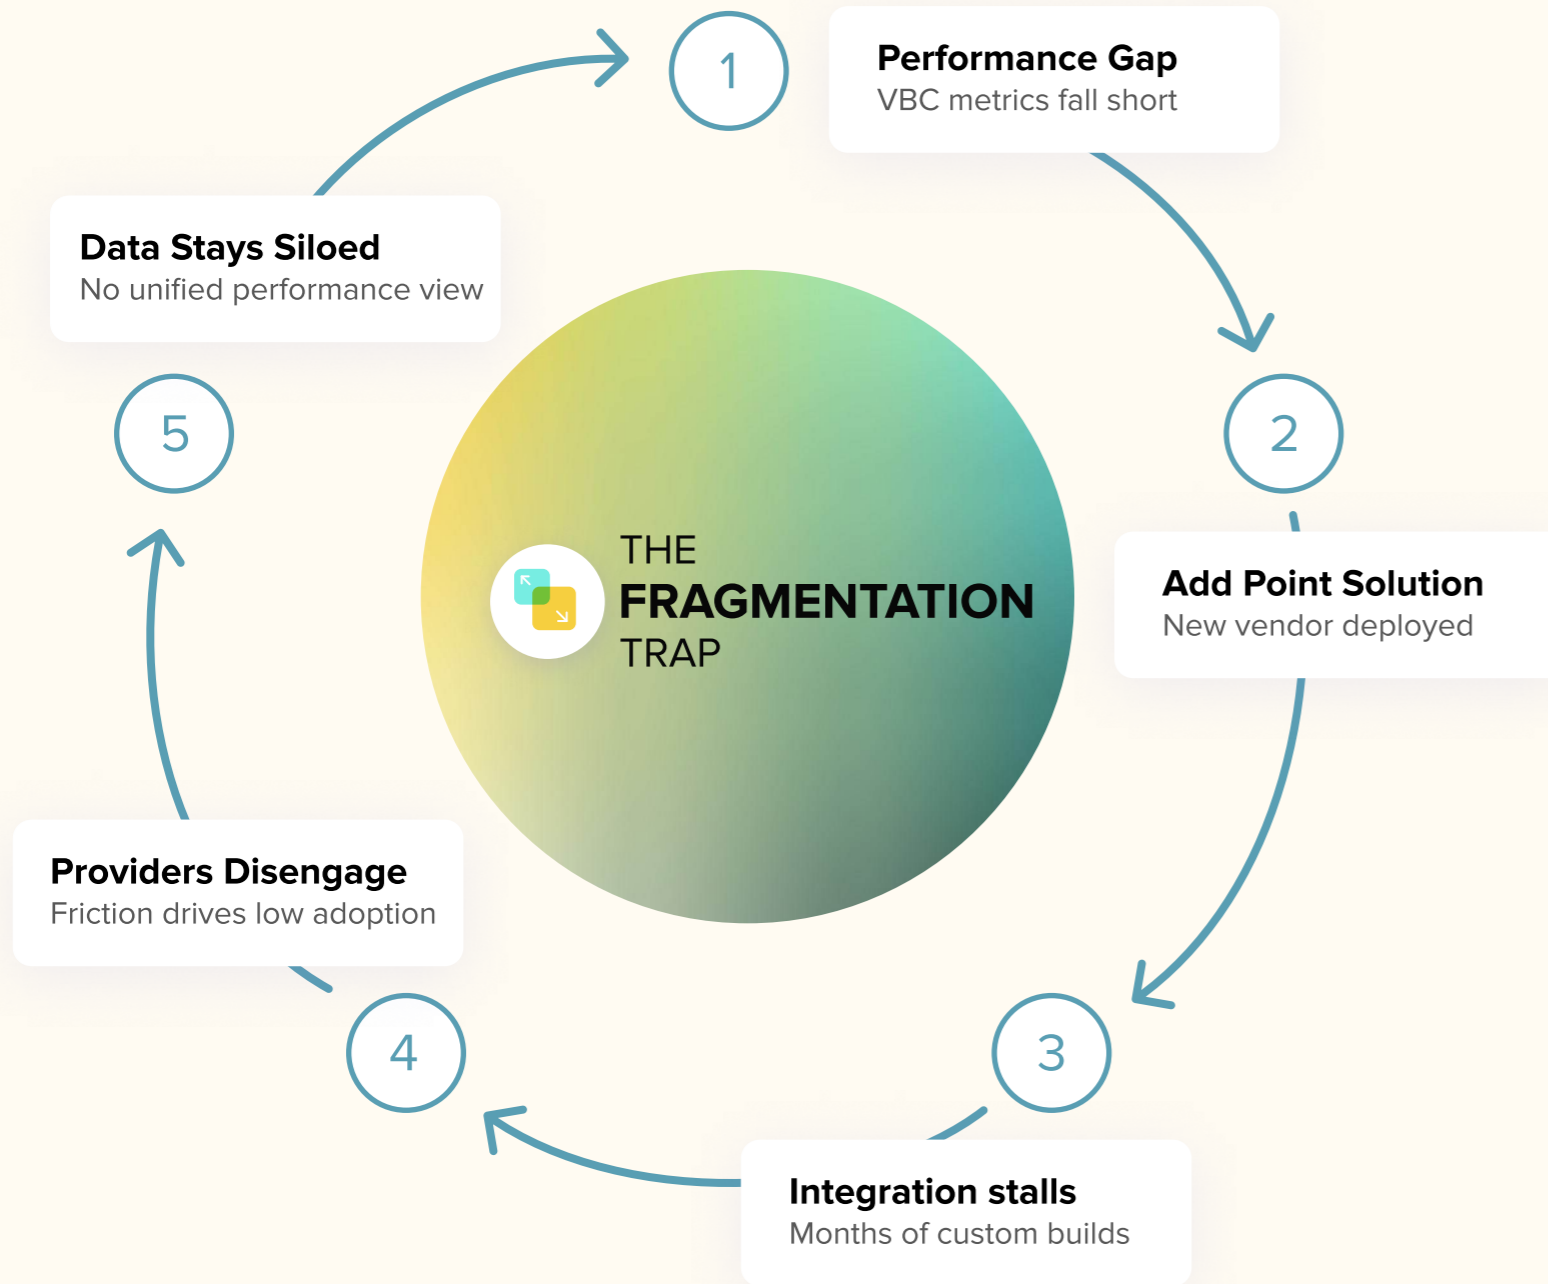 1
Performance Gap
VBC metrics fall short
2
Add Point Solution
New vendor deployed
3
Integration stalls
Months of custom builds
4
Providers Disengage
Friction drives low adoption
5
Data Stays Siloed
No unified performance view
THE
FRAGMENTATION
TRAP